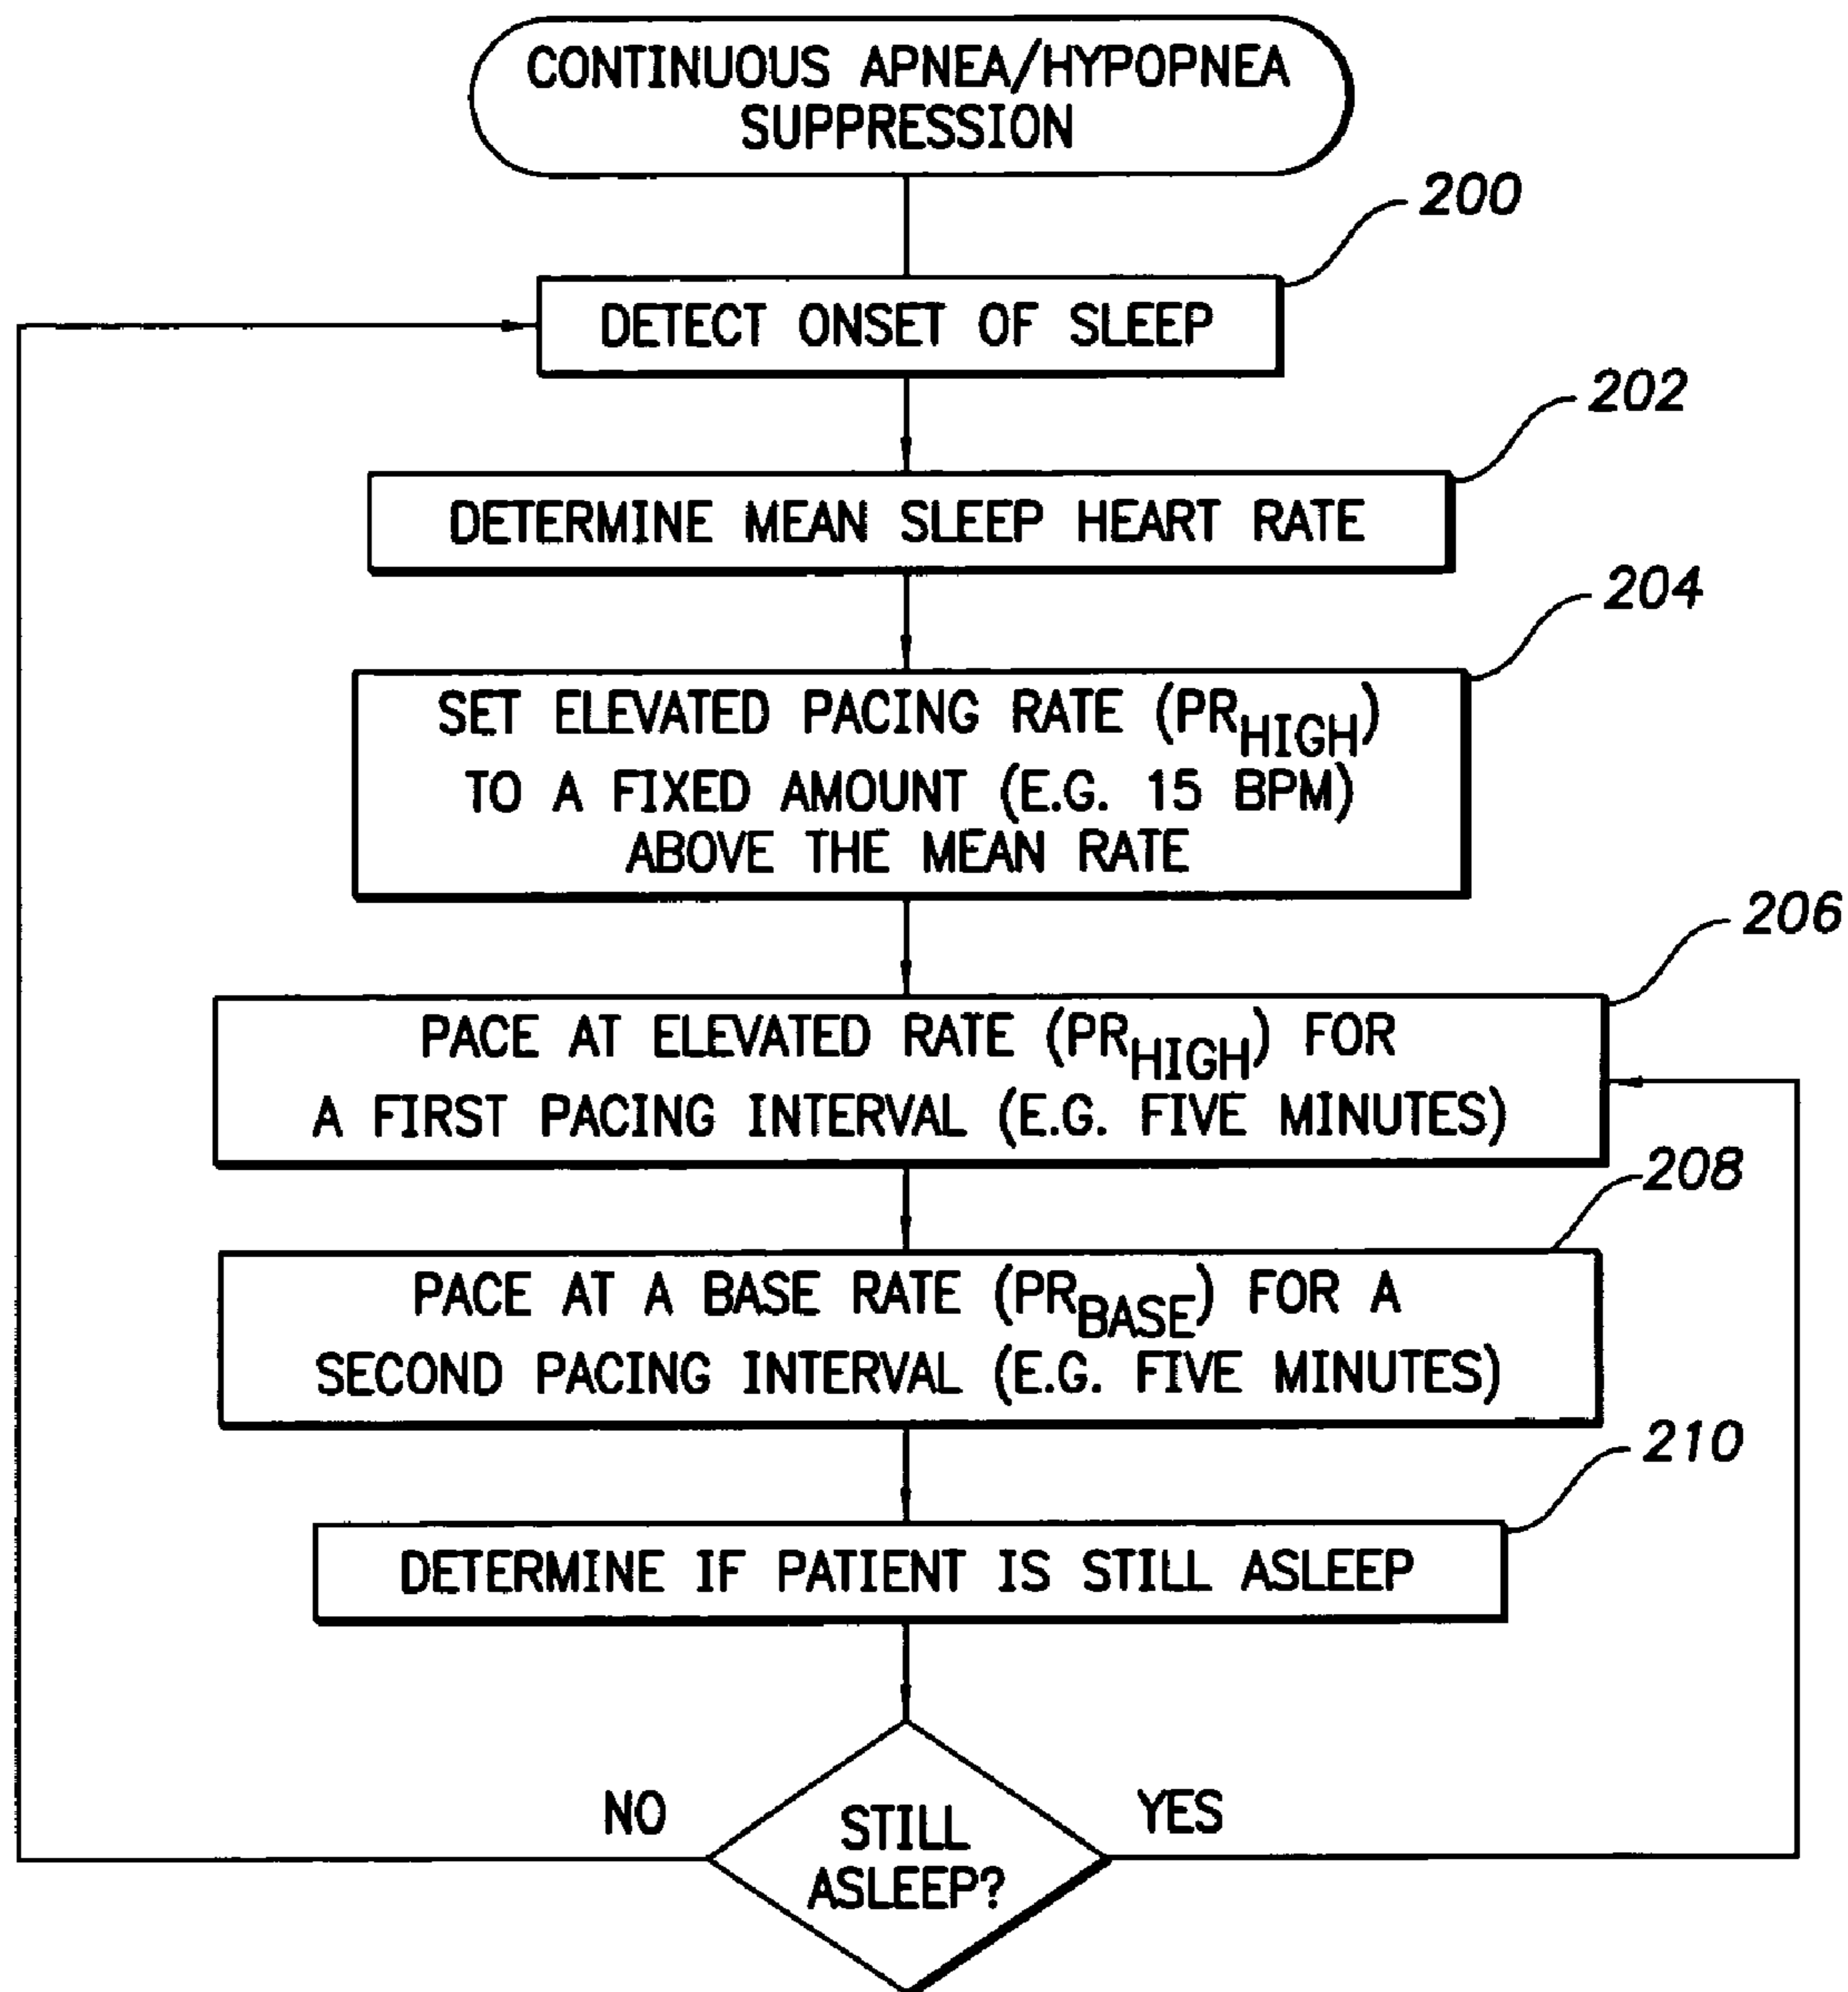 CONTINUOUS APNEA/HYPOPNEA
SUPPRESSION
200
DETECT ONSET OF SLEEP
202
DETERMINE MEAN SLEEP HEART RATE
204
SET ELEVATED PACING RATE (PRHIGH)
TO A FIXED AMOUNT (E.G. 15 BPM)
ABOVE THE MEAN RATE
206
PACE AT ELEVATED RATE (PRHIGH) FOR
A FIRST PACING INTERVAL (E.G. FIVE MINUTES)
208
PACE AT A BASE RATE (PRBASE) FOR A
SECOND PACING INTERVAL (E.G. FIVE MINUTES)
210
DETERMINE IF PATIENT IS STILL ASLEEP
NO
YES
STILL
ASLEEP?